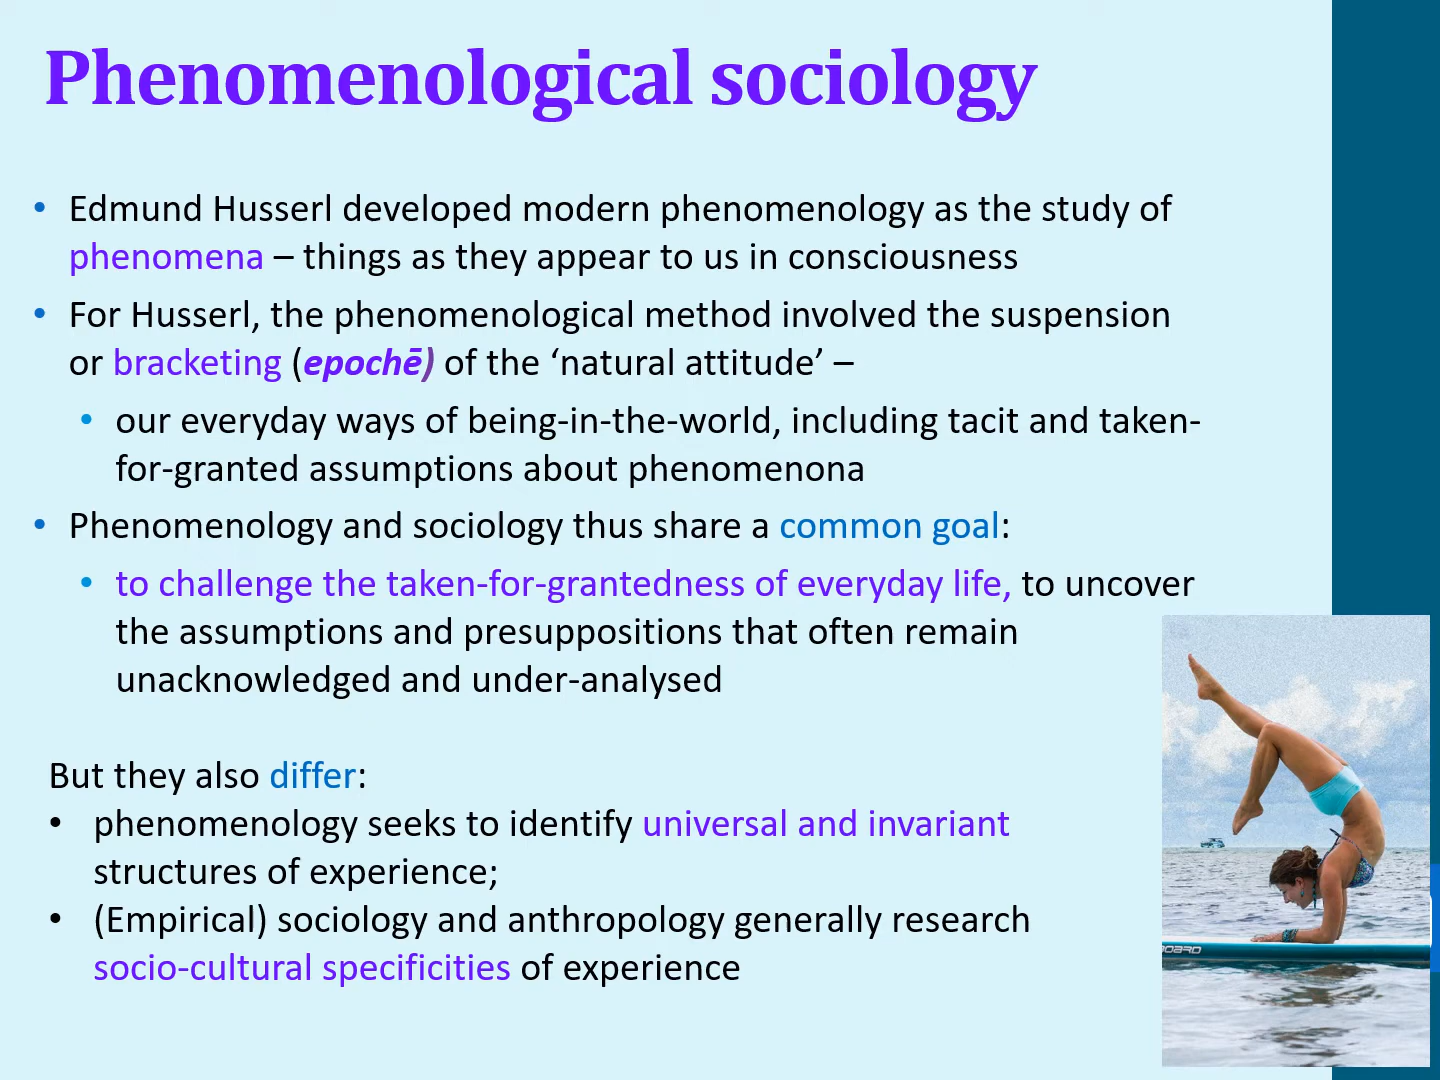 Phenomenological sociology
• Edmund Husserl developed modern phenomenology as the study of
phenomena – things as they appear to us in consciousness
• For Husserl, the phenomenological method involved the suspension
or bracketing (epochē) of the ‘natural attitude’ –
• our everyday ways of being-in-the-world, including tacit and taken-
for-granted assumptions about phenomenona
• Phenomenology and sociology thus share a common goal:
• to challenge the taken-for-grantedness of everyday life, to uncover
the assumptions and presuppositions that often remain
unacknowledged and under-analysed
But they also differ:
• phenomenology seeks to identify universal and invariant
structures of experience;
• (Empirical) sociology and anthropology generally research
socio-cultural specificities of experience